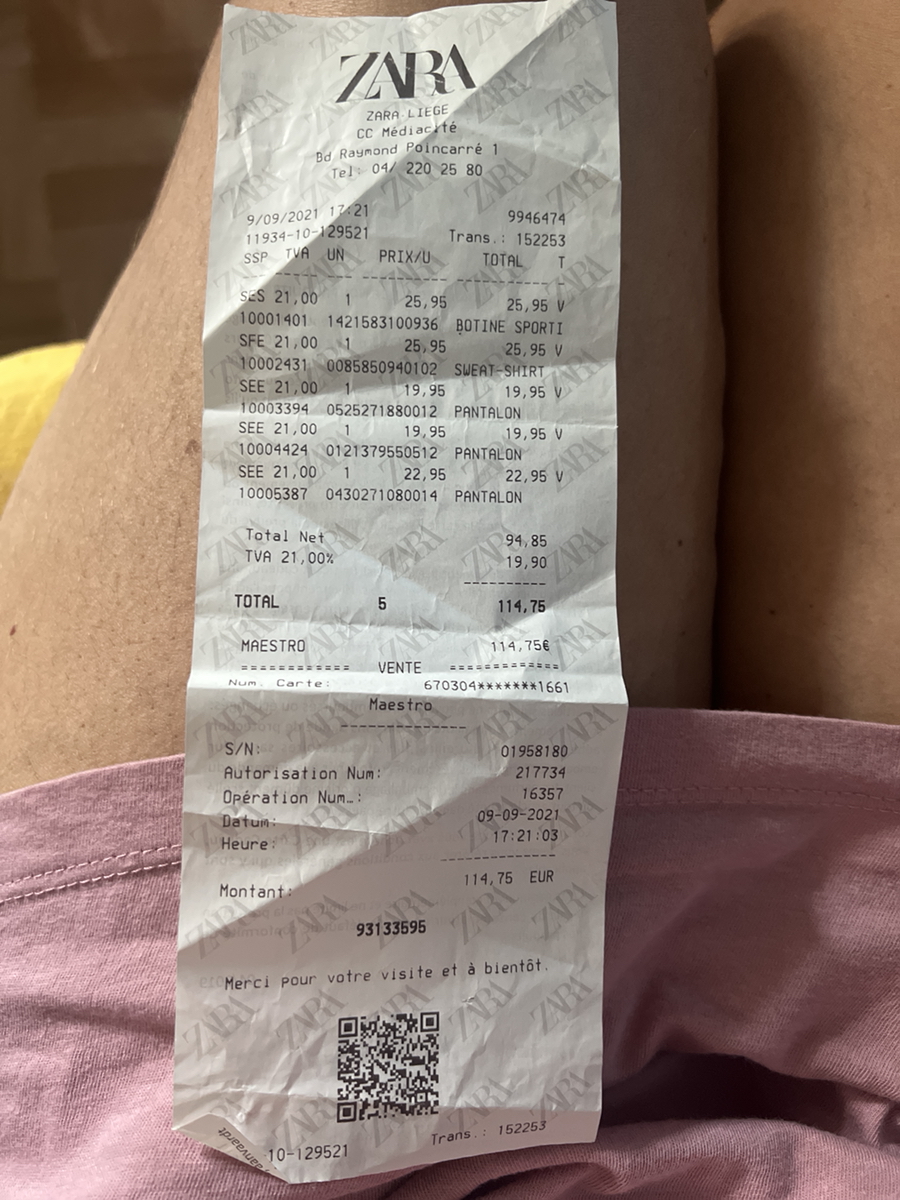 ZARA
ZARA LIEGE
CC Médiacité
Bd Raymond Poincarré 1
Tel: 04/ 220 25 80
9/09/2021 17:21 9946474
11934-10-129521 Trans.: 152253
SSP TVA UN PRIX/U TOTAL T
SES 21,00 1 25,95 25,95 V
10001401 1421583100936 BOTINE SPORTI
SFE 21,00 1 25,95 25,95 V
10002431 0085850940102 SWEAT-SHIRT
SEE 21,00 1 19,95 19,95 V
10003394 0525271880012 PANTALON
SEE 21,00 1 19,95 19,95 V
10004424 0121379550512 PANTALON
SEE 21,00 1 22,95 22,95 V
10005387 0430271080014 PANTALON
Total Net 94,85
TVA 21,00% 19,90
TOTAL 5 114,75
MAESTRO 114,75€
============ VENTE ============
Num. Carte: 670304*******1661
Maestro
S/N: 01958180
Autorisation Num: 217734
Opération Num.: 16357
Datum: 09-09-2021
Heure: 17:21:03
Montant: 114,75 EUR
93133595
Merci pour votre visite et à bientôt.
10-129521 Trans.: 152253